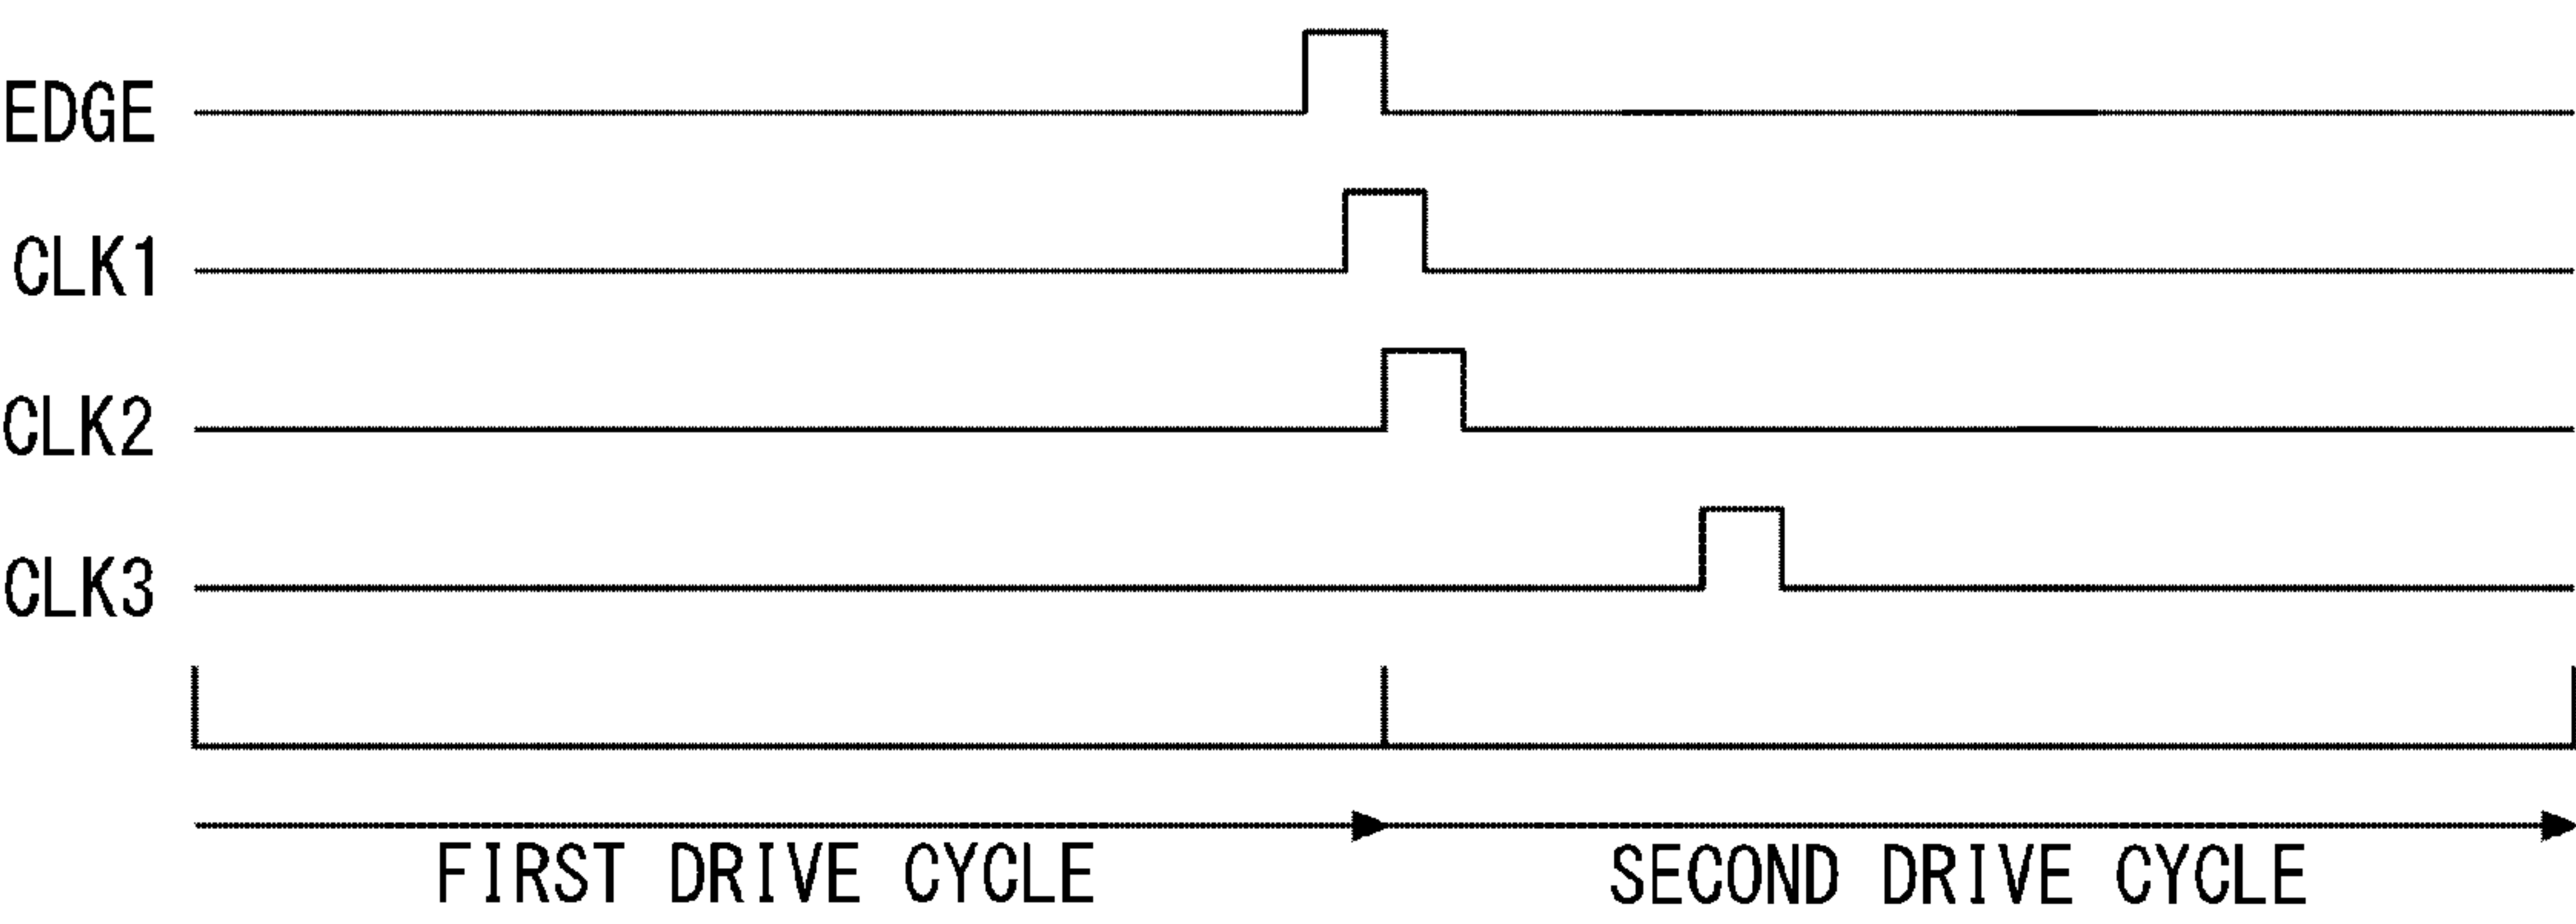 EDGE
CLK1
CLK2
CLK3
FIRST DRIVE CYCLE SECOND DRIVE CYCLE